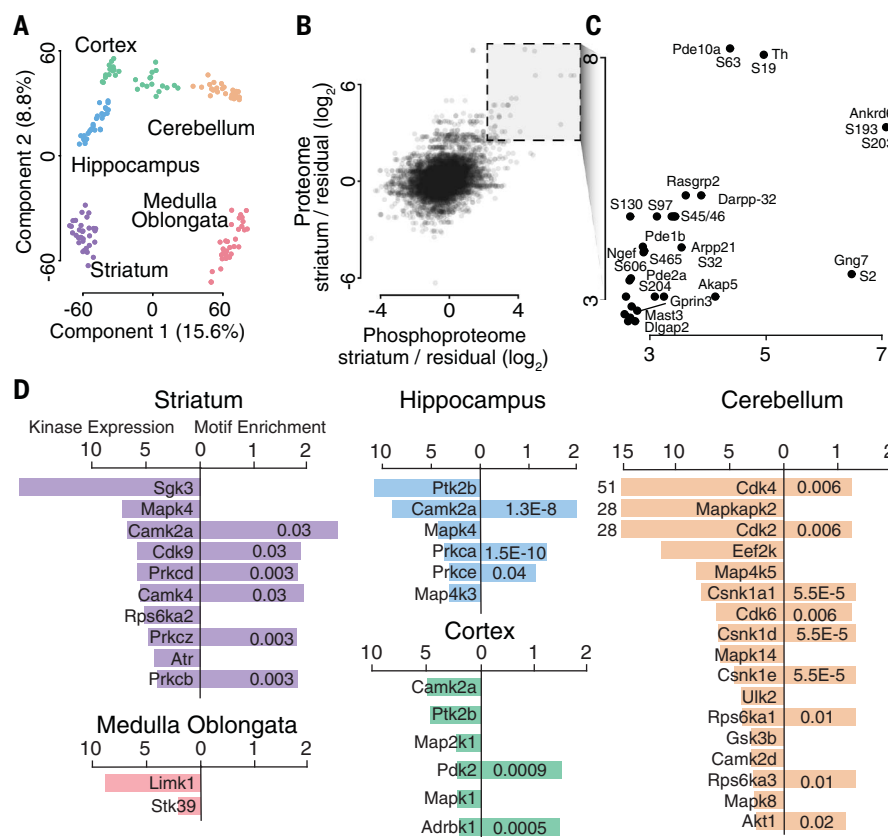 A
Cortex
60
0
-60
Component 2 (8.8%)
Cerebellum
Hippocampus
Medulla
Oblongata
Striatum
-60
0
60
Component 1 (15.6%)
B
6
0
-6
Proteome
striatum / residual (log2)
-4
0
4
Phosphoproteome
striatum / residual (log2)
C
8
3
Pde10a
S63
Th
S19
Ankrd6
S193
S203
Rasgrp2
Darpp-32
S130
S97
S45/46
Pde1b
Arpp21
Ngef
S465
S32
S606
Pde2a
S204
Akap5
Gng7
S2
Gprin3
Mast3
Dlgap2
3
5
7
D
Striatum
Kinase Expression
Motif Enrichment
10
5
0
1
2
Sgk3
Mapk4
Camk2a
0.03
Cdk9
0.03
Prkcd
0.003
Camk4
0.03
Rps6ka2
Prkcz
0.003
Atr
Prkcb
0.003
Medulla Oblongata
10
5
0
1
2
Limk1
Stk39
Hippocampus
10
5
0
1
2
Ptk2b
Camk2a
1.3E-8
Mapk4
Prkca
1.5E-10
Prkce
0.04
Map4k3
Cortex
10
5
0
1
2
Camk2a
Ptk2b
Map2k1
Pdk2
0.0009
Mapk1
Adrbk1
0.0005
Cerebellum
15
10
5
0
1
2
51
Cdk4
0.006
28
Mapkapk2
28
Cdk2
0.006
Eef2k
Map4k5
Csnk1a1
5.5E-5
Cdk6
0.006
Csnk1d
5.5E-5
Mapk14
Csnk1e
5.5E-5
Ulk2
Rps6ka1
0.01
Gsk3b
Camk2d
Rps6ka3
0.01
Mapk8
Akt1
0.02